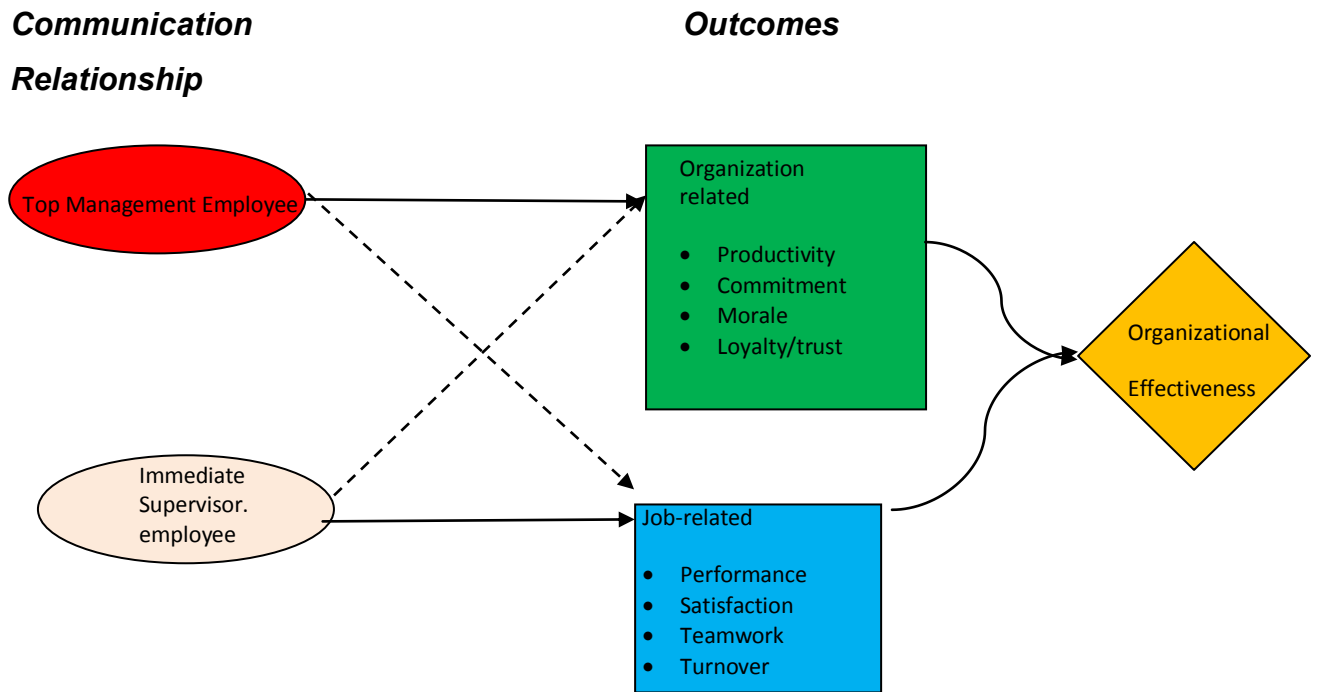 Communication
Relationship
Outcomes
Top Management Employee
Organization
related
• Productivity
• Commitment
• Morale
• Loyalty/trust
Organizational
Effectiveness
Immediate
Supervisor.
employee
Job-related
• Performance
• Satisfaction
• Teamwork
• Turnover